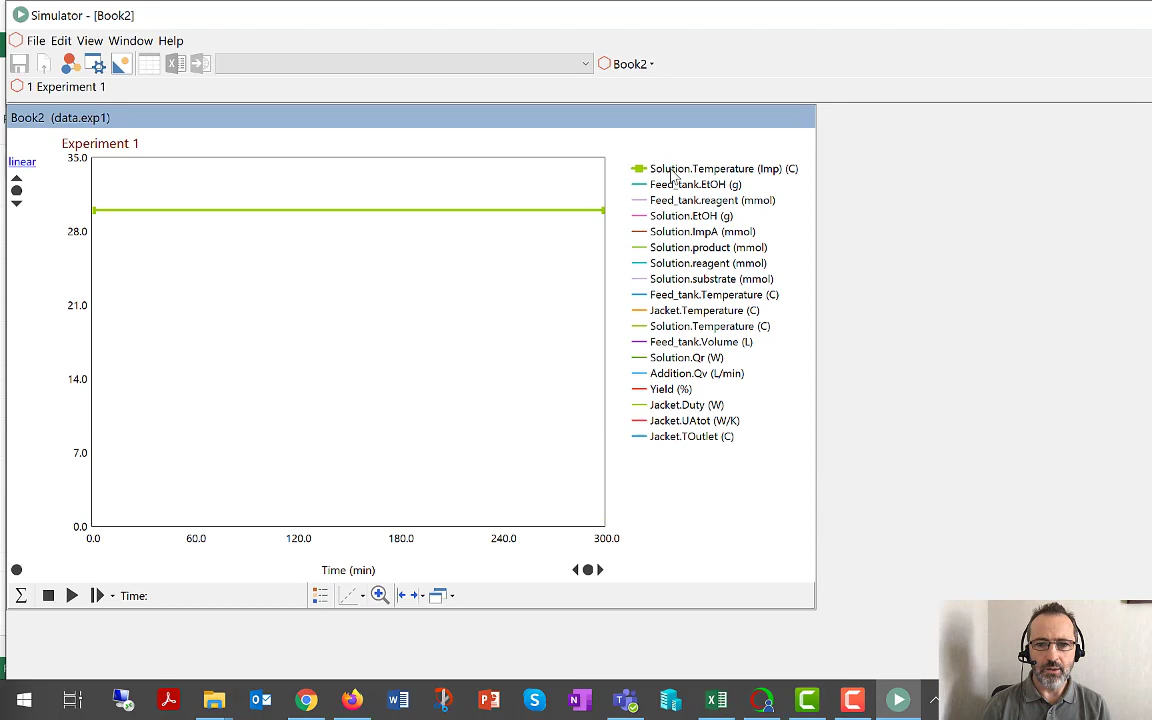 Simulator - [Book2]
File Edit View Window Help
Book2
1 Experiment 1
Book2 (data.exp1)
Experiment 1
linear
35.0
28.0
21.0
14.0
7.0
0.0
0.0 60.0 120.0 180.0 240.0 300.0
Time (min)
Solution.Temperature (Imp) (C)
Feed_tank.EtOH (g)
Feed_tank.reagent (mmol)
Solution.EtOH (g)
Solution.ImpA (mmol)
Solution.product (mmol)
Solution.reagent (mmol)
Solution.substrate (mmol)
Feed_tank.Temperature (C)
Jacket.Temperature (C)
Solution.Temperature (C)
Feed_tank.Volume (L)
Solution.Qr (W)
Addition.Qv (L/min)
Yield (%)
Jacket.Duty (W)
Jacket.UAtot (W/K)
Jacket.TOutlet (C)
Time: